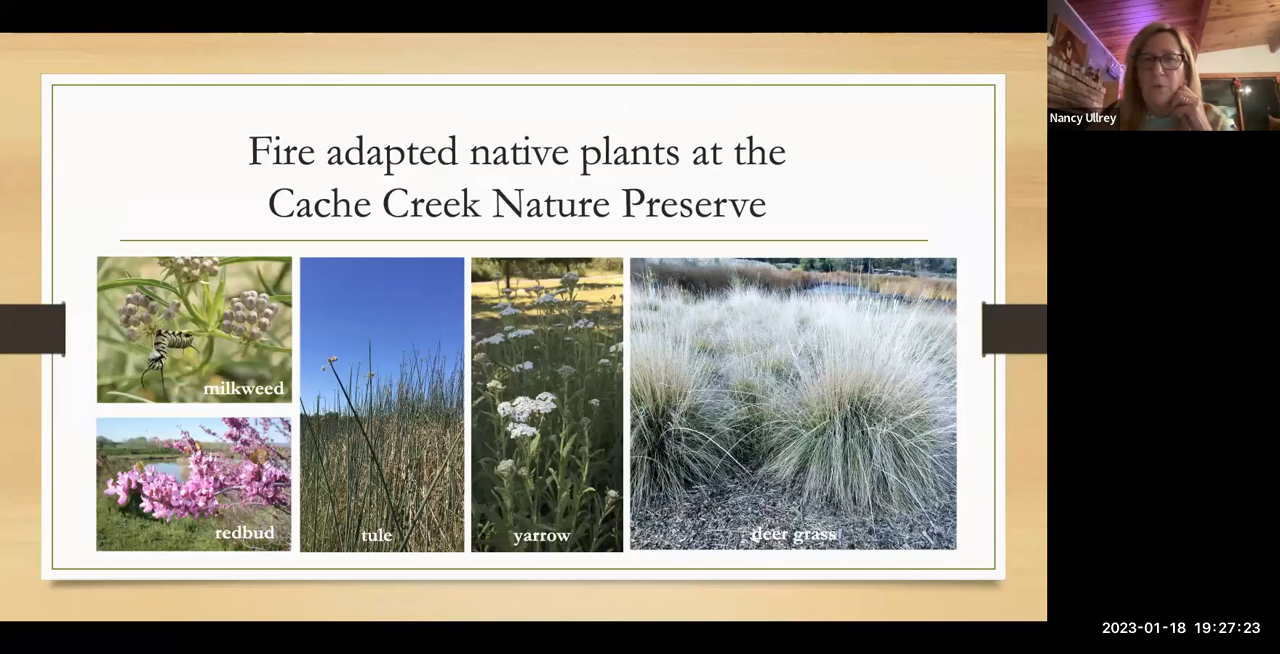 Fire adapted native plants at the
Cache Creek Nature Preserve
milkweed
redbud
tule
yarrow
deer grass
Nancy Ullrey
2023-01-18 19:27:23